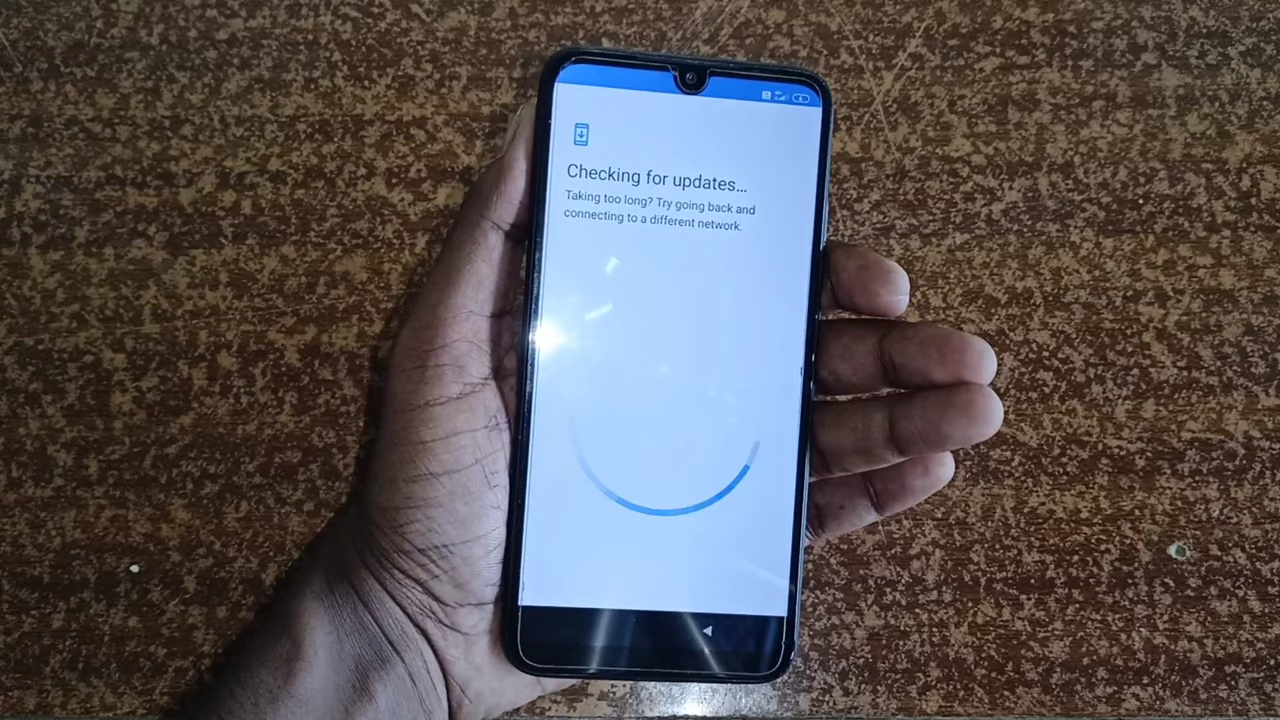 Checking for updates…
Taking too long? Try going back and
connecting to a different network.